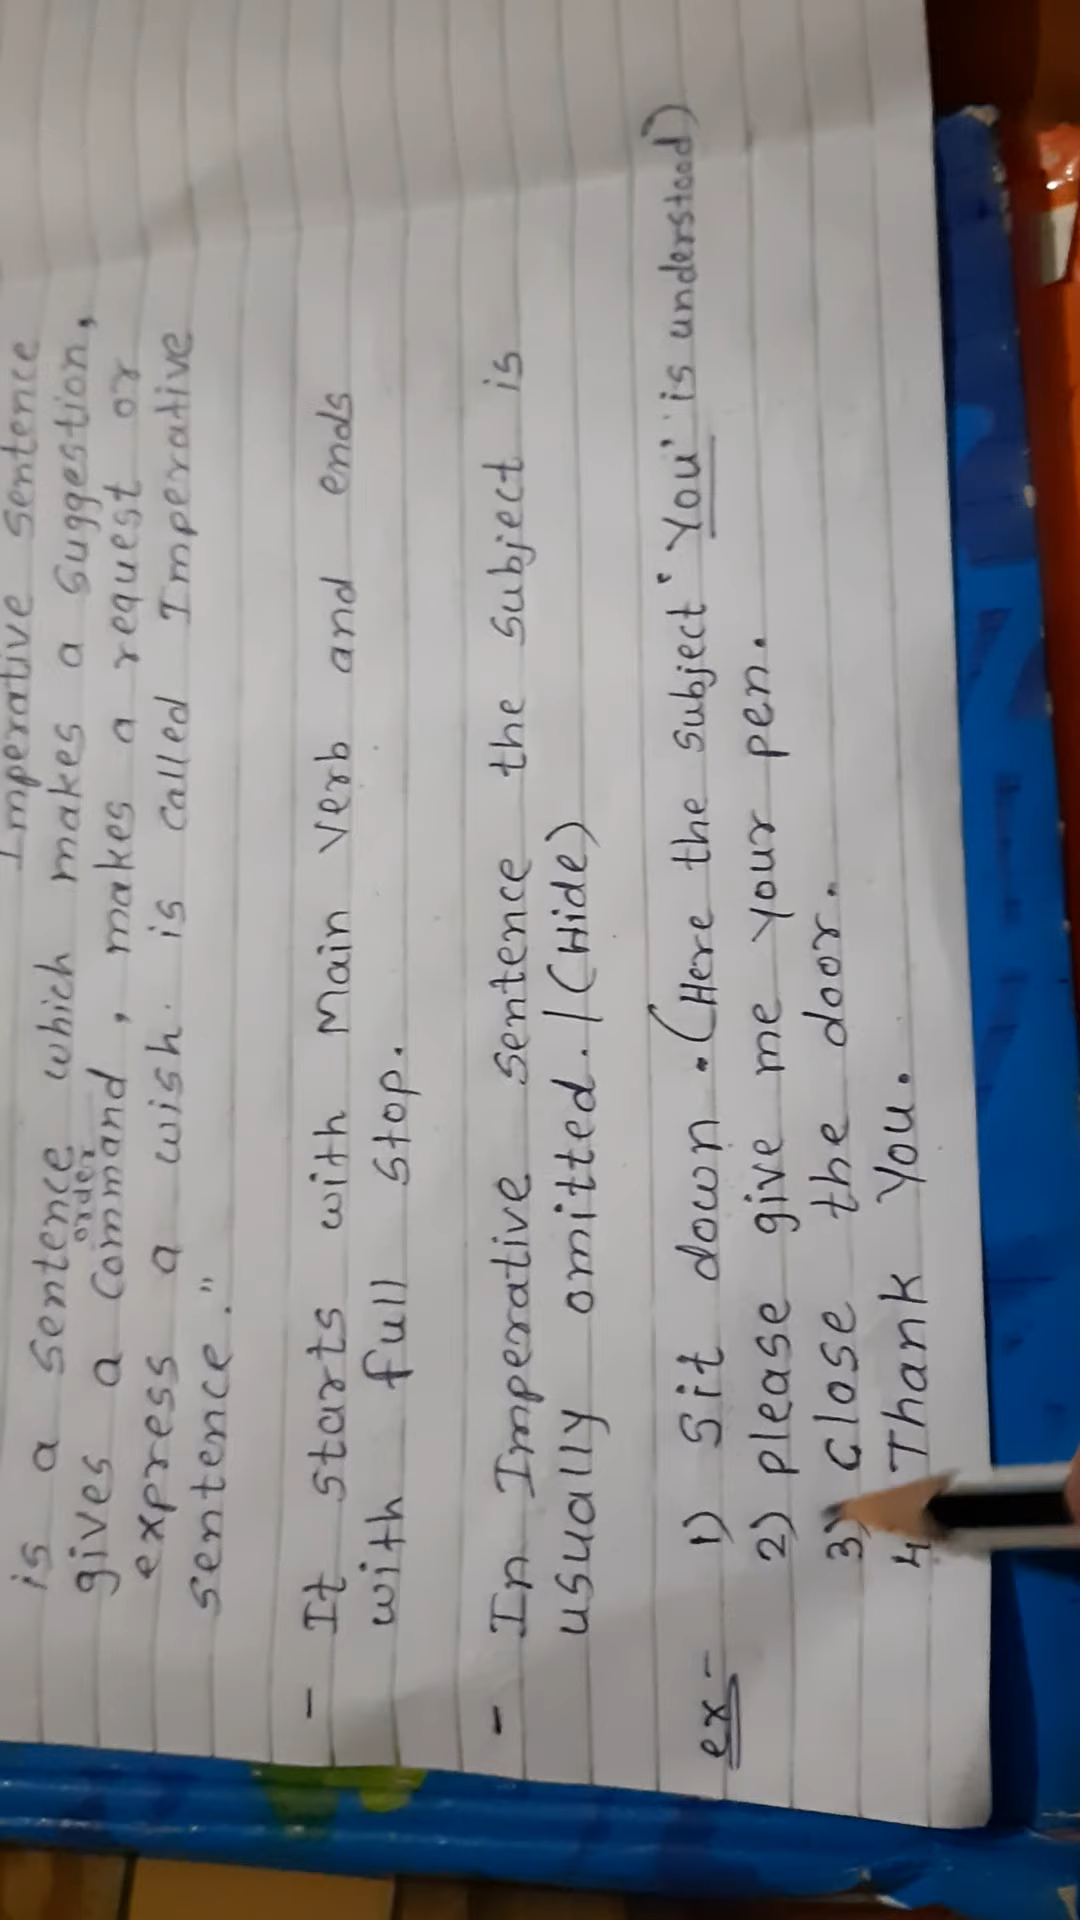 Imperative sentence
is a sentence which makes a suggestion,
order
gives a command, makes a request or
express a wish. is called Imperative
sentence."
- It starts with Main verb and ends
with full stop.
- In Imperative sentence the subject is
usually omitted. / (Hide)
ex- 1) Sit down. (Here the subject 'You' is understood)
2) please give me your pen.
3) Close the door.
4 Thank You.